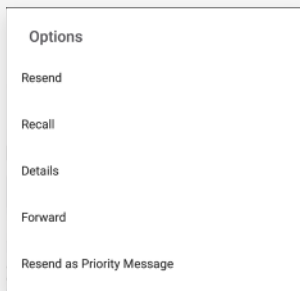 Options
Resend
Recall
Details
Forward
Resend as Priority Message